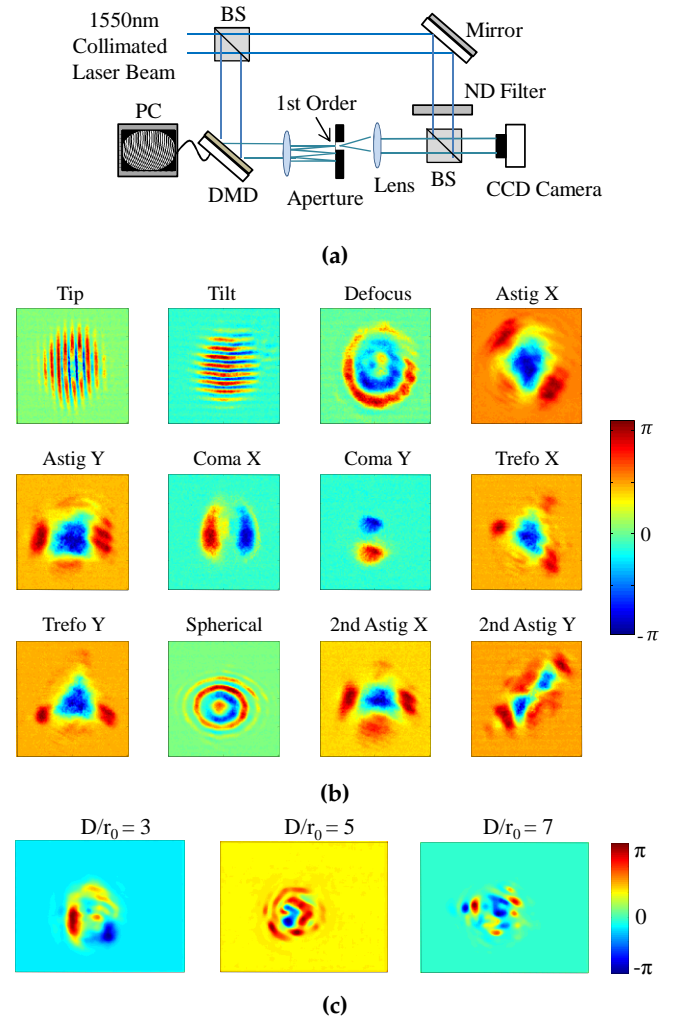 1550nm
Collimated
Laser Beam
BS
Mirror
ND Filter
PC
1st Order
DMD
Aperture
Lens
BS
CCD Camera
(a)
Tip Tilt Defocus Astig X
Astig Y Coma X Coma Y Trefo X
Trefo Y Spherical 2nd Astig X 2nd Astig Y
π
0
-π
(b)
D/r0 = 3 D/r0 = 5 D/r0 = 7
π
0
-π
(c)